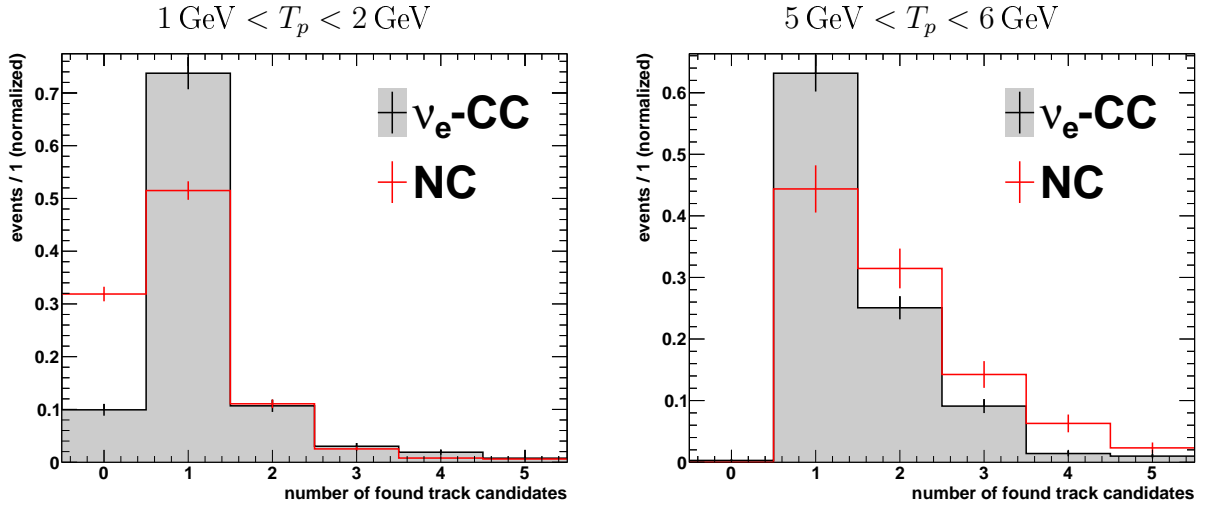 1 GeV < Tₚ < 2 GeV
events / 1 (normalized)
0.7
0.6
0.5
0.4
0.3
0.2
0.1
0
νₑ-CC
NC
0 1 2 3 4 5
number of found track candidates
5 GeV < Tₚ < 6 GeV
events / 1 (normalized)
0.6
0.5
0.4
0.3
0.2
0.1
0
νₑ-CC
NC
0 1 2 3 4 5
number of found track candidates